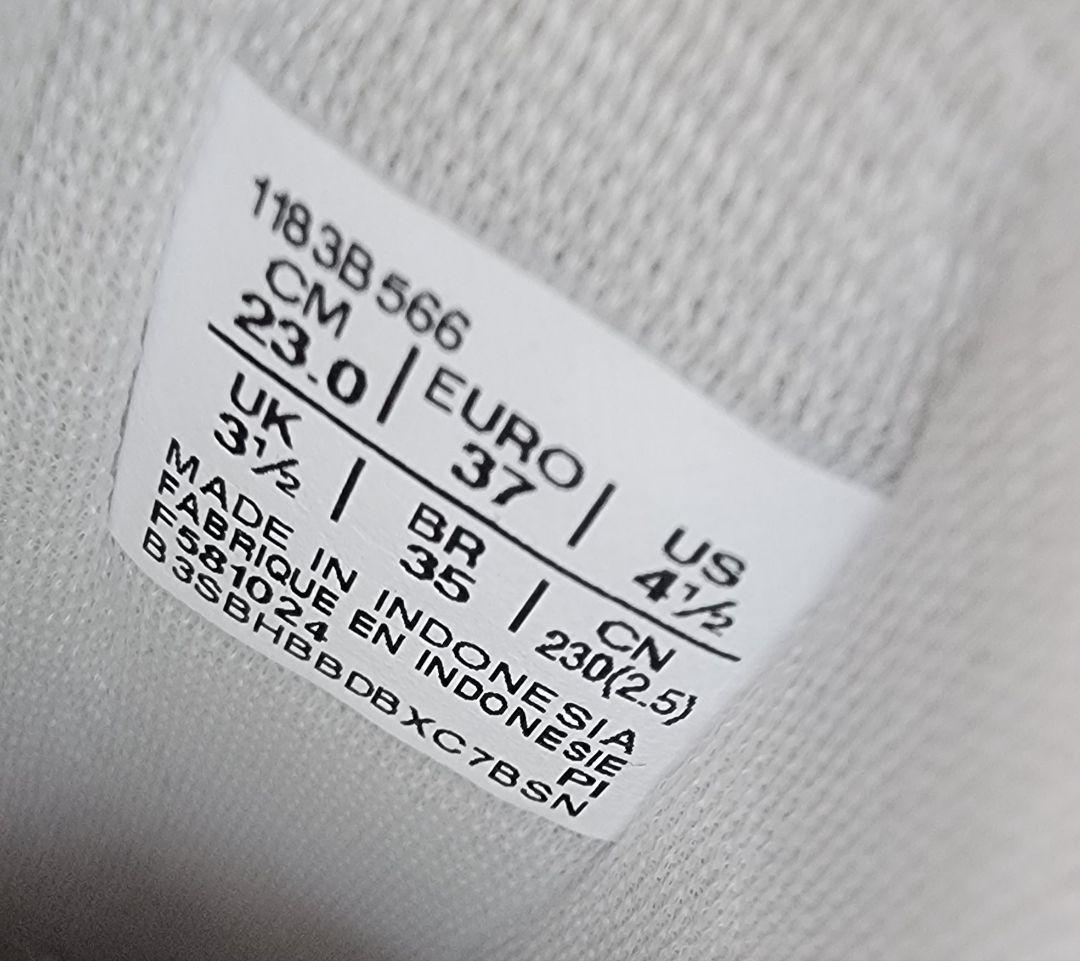 1183B566
CM 23.0 | EURO 37 | US 4½
UK 3½ | BR 35 | CN 230(2.5)
MADE IN INDONESIA
FABRIQUE EN INDONESIE
F581024 PI
B3SBHBBDBXC7BSN